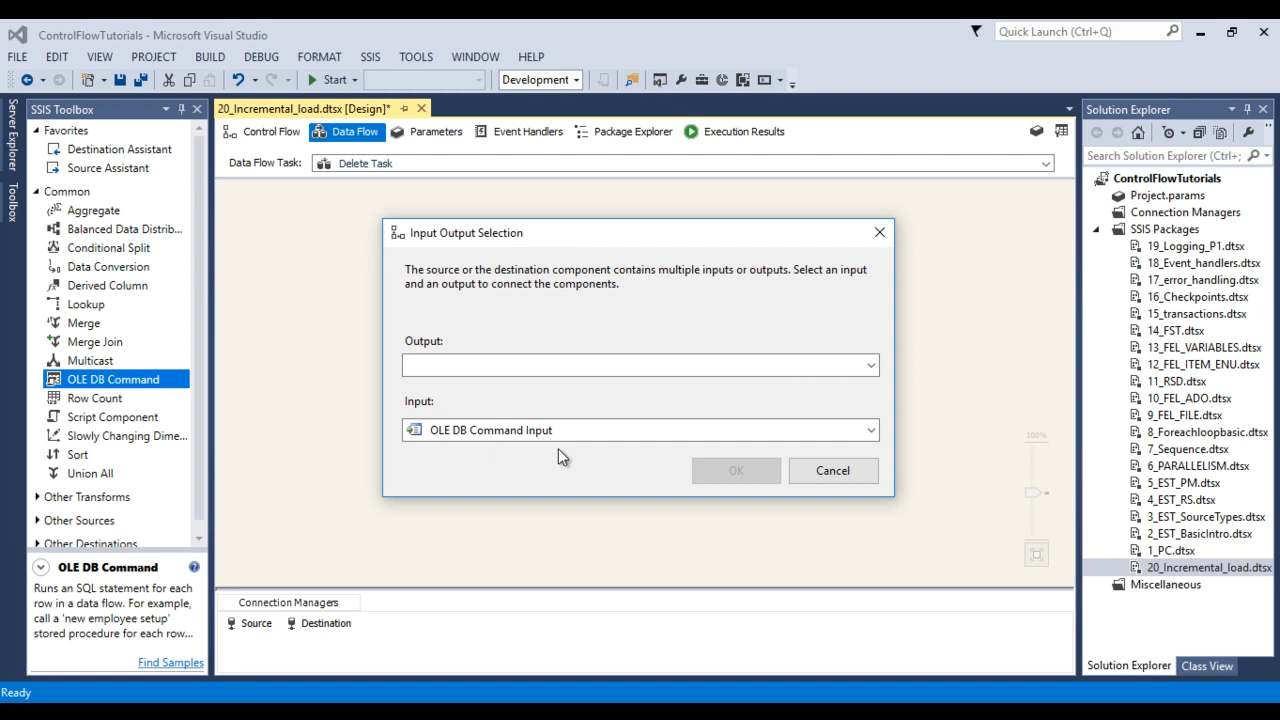 ControlFlowTutorials - Microsoft Visual Studio
Quick Launch (Ctrl+Q)
FILE EDIT VIEW PROJECT BUILD DEBUG FORMAT SSIS TOOLS WINDOW HELP
Start Development
Server Explorer
Toolbox
SSIS Toolbox
Favorites
Destination Assistant
Source Assistant
Common
Aggregate
Balanced Data Distrib...
Conditional Split
Data Conversion
Derived Column
Lookup
Merge
Merge Join
Multicast
OLE DB Command
Row Count
Script Component
Slowly Changing Dime...
Sort
Union All
Other Transforms
Other Sources
Other Destinations
OLE DB Command
Runs an SQL statement for each
row in a data flow. For example,
call a 'new employee setup'
stored procedure for each row...
Find Samples
20_Incremental_load.dtsx [Design]*
Control Flow Data Flow Parameters Event Handlers Package Explorer Execution Results
Data Flow Task: Delete Task
Input Output Selection
The source or the destination component contains multiple inputs or outputs. Select an input
and an output to connect the components.
Output:
Input:
OLE DB Command Input
OK Cancel
100%
Connection Managers
Source Destination
Solution Explorer
Search Solution Explorer (Ctrl+;
ControlFlowTutorials
Project.params
Connection Managers
SSIS Packages
19_Logging_P1.dtsx
18_Event_handlers.dtsx
17_error_handling.dtsx
16_Checkpoints.dtsx
15_transactions.dtsx
14_FST.dtsx
13_FEL_VARIABLES.dtsx
12_FEL_ITEM_ENU.dtsx
11_RSD.dtsx
10_FEL_ADO.dtsx
9_FEL_FILE.dtsx
8_Foreachloopbasic.dtsx
7_Sequence.dtsx
6_PARALLELISM.dtsx
5_EST_PM.dtsx
4_EST_RS.dtsx
3_EST_SourceTypes.dtsx
2_EST_BasicIntro.dtsx
1_PC.dtsx
20_Incremental_load.dtsx
Miscellaneous
Solution Explorer Class View
Ready